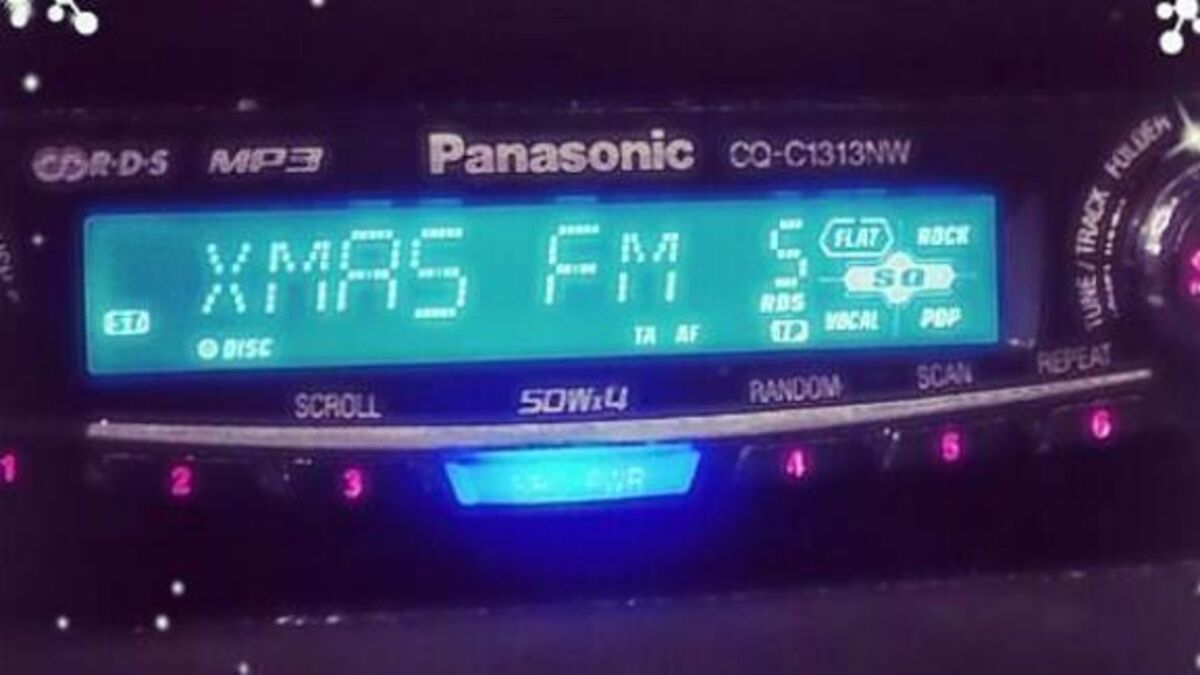 R·D·S MP3 Panasonic CQ-C1313NW
TUNE/TRACK FOLDER
XMAS FM 5
FLAT ROCK
SQ
RDS
ST
TP VOCAL POP
DISC TA AF
SCROLL 50Wx4 RANDOM SCAN REPEAT
1 2 3 PWR 4 5 6